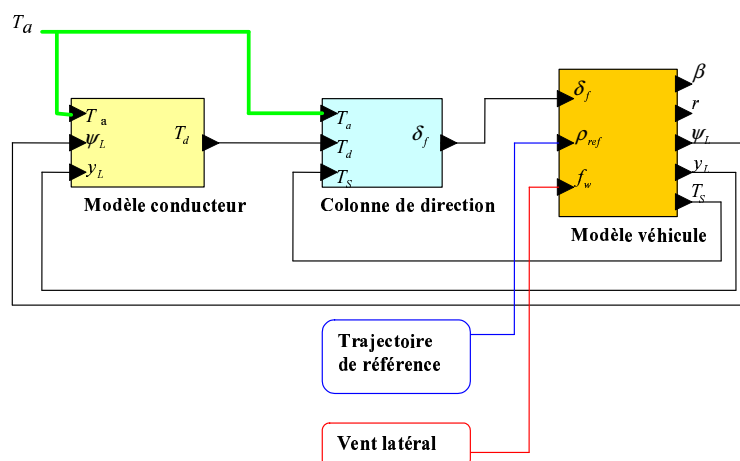 T_a
T_a
ψ_L
y_L
T_d
Modèle conducteur
T_a
T_d
T_S
δ_f
Colonne de direction
δ_f
ρ_ref
f_w
β
r
ψ_L
y_L
T_S
Modèle véhicule
Trajectoire
de référence
Vent latéral